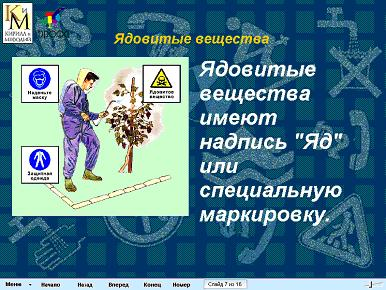 КИРИЛЛ и
МЕФОДИЙ
Ядовитые вещества
Наденьте
маску
Ядовитое
вещество
Защитная
одежда
Ядовитые
вещества
имеют
надпись "Яд"
или
специальную
маркировку.
Меню Начало Назад Вперед Конец Номер Слайд 7 из 16